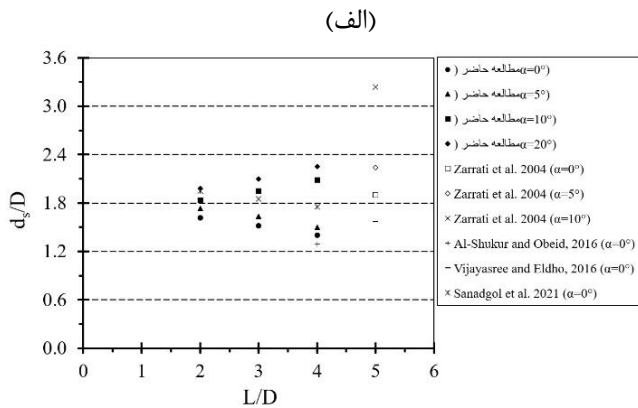 (الف)
3.6
3.0
2.4
1.8
1.2
0.6
0.0
dₛ/D
0 1 2 3 4 5 6
L/D
مطالعه حاضر ) α=0°)
مطالعه حاضر ) α=5°)
مطالعه حاضر ) α=10°)
مطالعه حاضر ) α=20°)
Zarrati et al. 2004 (α=0°)
Zarrati et al. 2004 (α=5°)
Zarrati et al. 2004 (α=10°)
Al-Shukur and Obeid, 2016 (α=0°)
Vijayasree and Eldho, 2016 (α=0°)
Sanadgol et al. 2021 (α=0°)